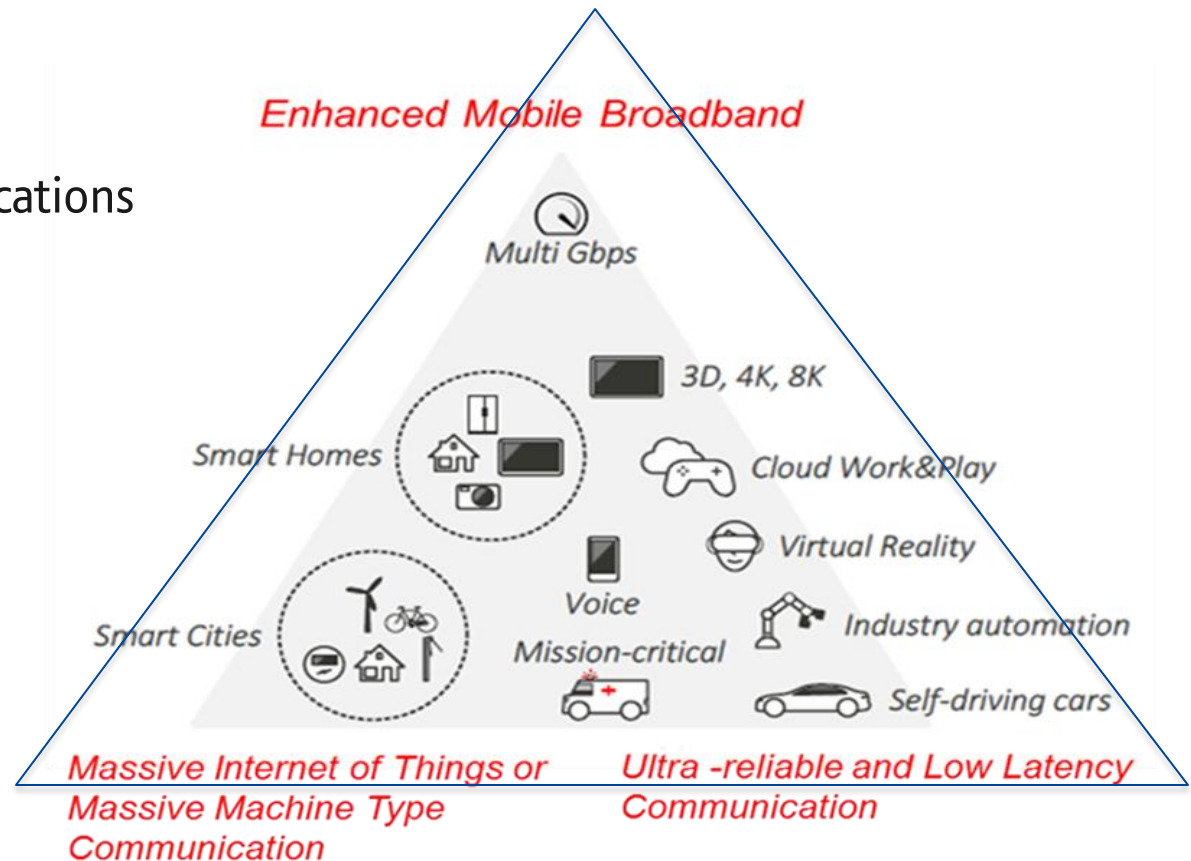 Enhanced Mobile Broadband
cations
Multi Gbps
3D, 4K, 8K
Smart Homes
Cloud Work&Play
Virtual Reality
Voice
Smart Cities
Industry automation
Mission-critical
Self-driving cars
Massive Internet of Things or
Massive Machine Type
Communication
Ultra -reliable and Low Latency
Communication